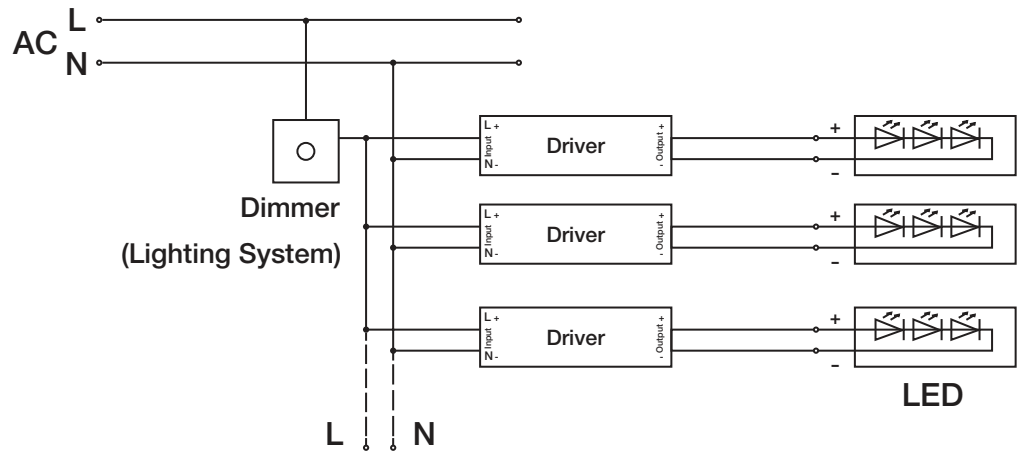 L
AC
N
L +
Input
N -
Driver
Output +
-
+
-
Dimmer
(Lighting System)
L +
Input
N -
Driver
Output +
-
+
-
L +
Input
N -
Driver
Output +
-
+
-
LED
L N